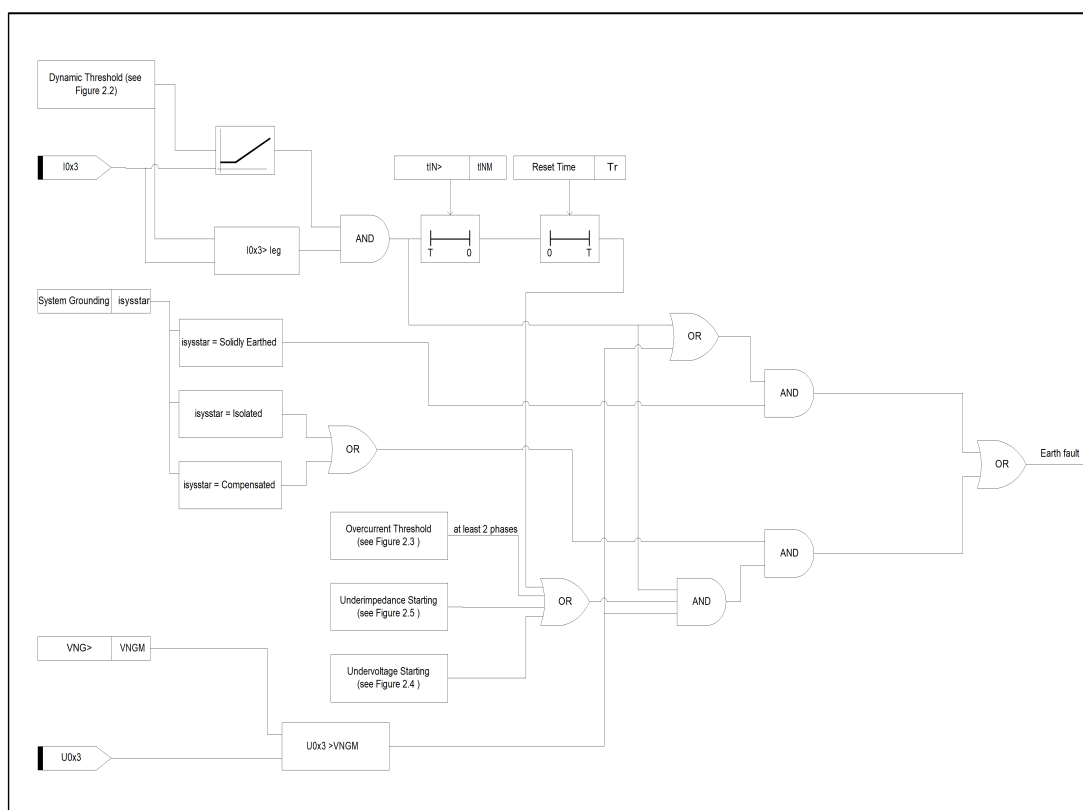 Dynamic Threshold (see
Figure 2.2)
I0x3
tIN> tINM
Reset Time Tr
I0x3> Ieg
AND
T 0
0 T
System Grounding isysstar
isysstar = Solidly Earthed
OR
AND
isysstar = Isolated
OR
isysstar = Compensated
OR
Earth fault
Overcurrent Threshold
(see Figure 2.3 )
at least 2 phases
AND
Underimpedance Starting
(see Figure 2.5 )
OR
AND
VNG> VNGM
Undervoltage Starting
(see Figure 2.4 )
U0x3 >VNGM
U0x3